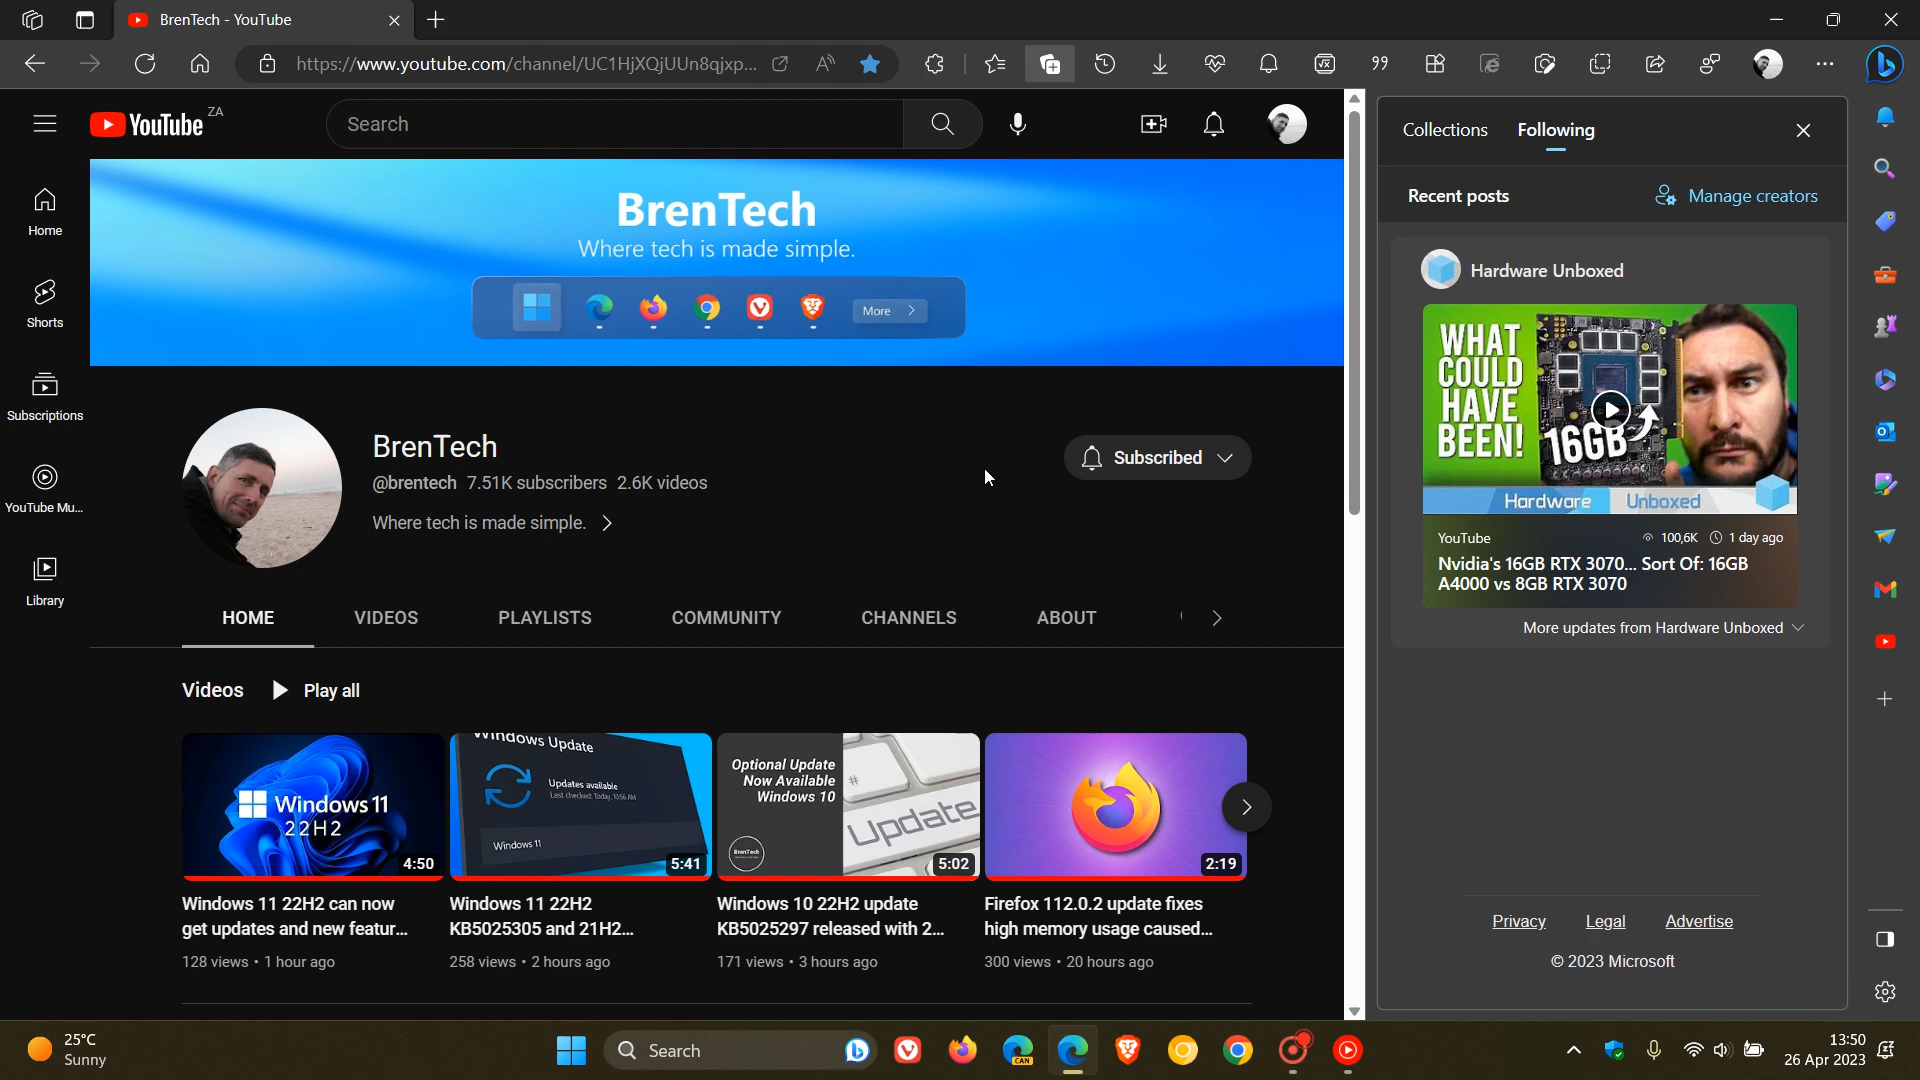 BrenTech - YouTube
https://www.youtube.com/channel/UC1HjXQjUUn8qjxp...
YouTube ZA
Search
Home
Shorts
Subscriptions
YouTube Mu...
Library
BrenTech
Where tech is made simple.
More
BrenTech
@brentech 7.51K subscribers 2.6K videos
Where tech is made simple.
Subscribed
HOME VIDEOS PLAYLISTS COMMUNITY CHANNELS ABOUT
Videos Play all
Windows 11
22H2
4:50
Windows 11 22H2 can now
get updates and new featur...
128 views • 1 hour ago
Windows Update
Updates available
Last checked: Today, 10:56 AM
Windows 11
5:41
Windows 11 22H2
KB5025305 and 21H2...
258 views • 2 hours ago
Optional Update
Now Available
Windows 10
#
Update
BrenTech
5:02
Windows 10 22H2 update
KB5025297 released with 2...
171 views • 3 hours ago
2:19
Firefox 112.0.2 update fixes
high memory usage caused...
300 views • 20 hours ago
Collections Following
Recent posts Manage creators
Hardware Unboxed
WHAT
COULD
HAVE
BEEN!
16GB
Hardware Unboxed
YouTube 100,6K 1 day ago
Nvidia's 16GB RTX 3070... Sort Of: 16GB
A4000 vs 8GB RTX 3070
More updates from Hardware Unboxed
Privacy Legal Advertise
© 2023 Microsoft
25°C
Sunny
Search
CAN
13:50
26 Apr 2023